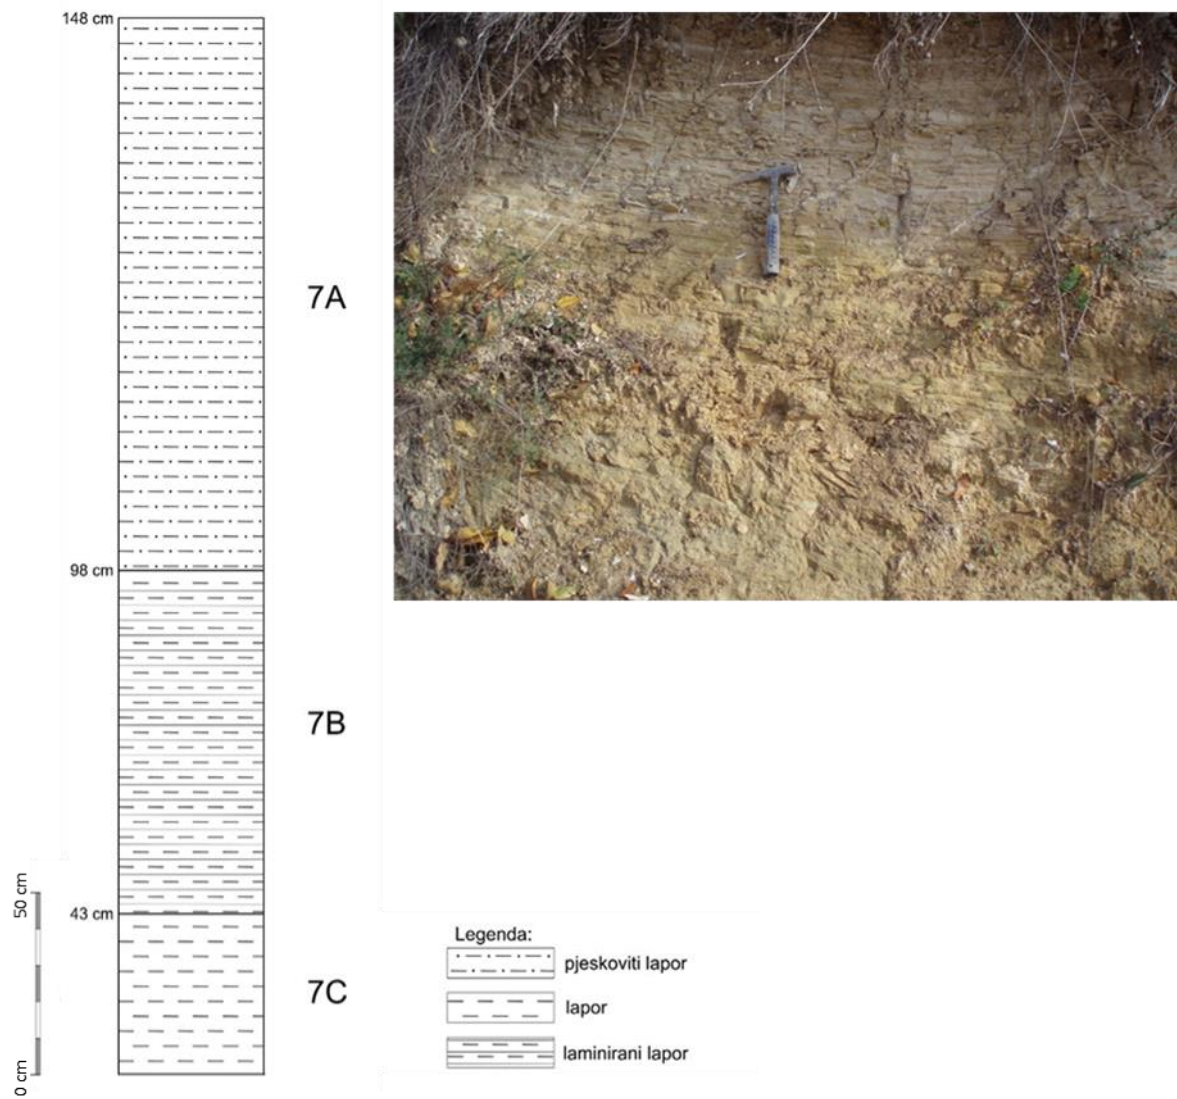 148 cm
7A
98 cm
7B
50 cm
43 cm
Legenda:
pjeskoviti lapor
7C
lapor
laminirani lapor
0 cm